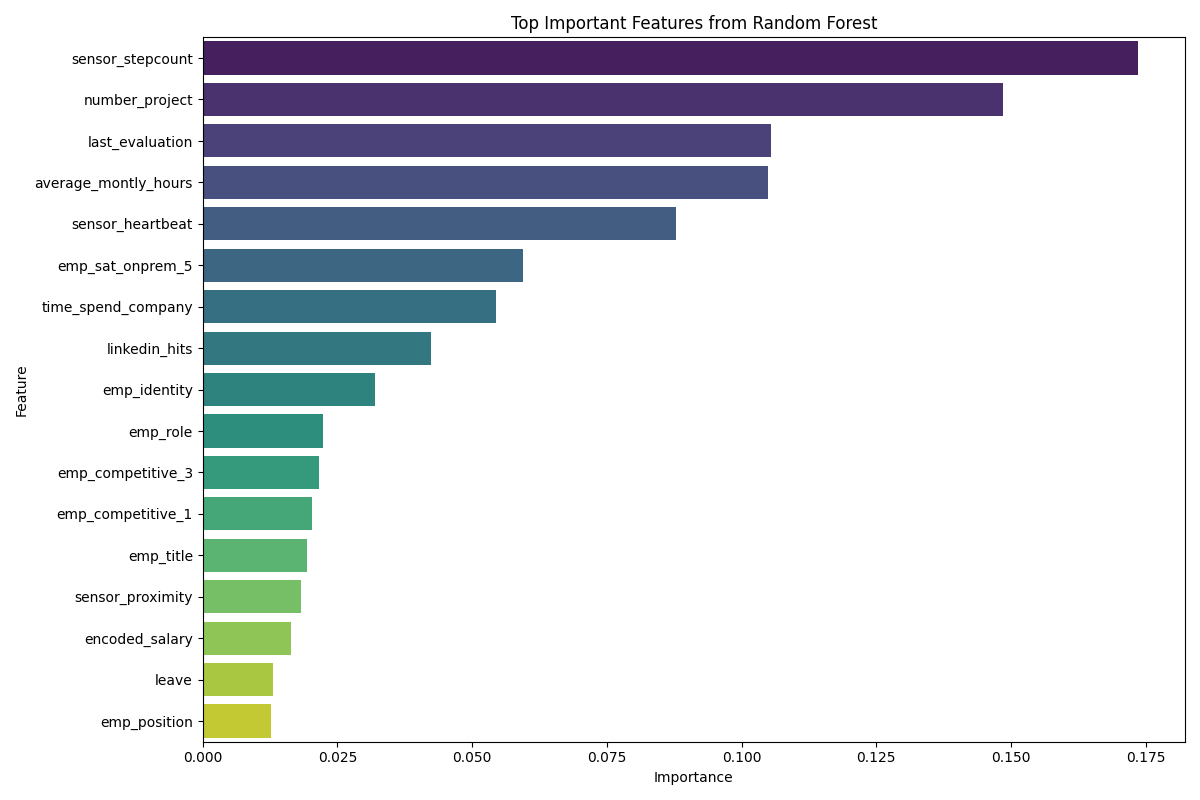 Top Important Features from Random Forest
sensor_stepcount
number_project
last_evaluation
average_montly_hours
sensor_heartbeat
emp_sat_onprem_5
time_spend_company
linkedin_hits
emp_identity
emp_role
emp_competitive_3
emp_competitive_1
emp_title
sensor_proximity
encoded_salary
leave
emp_position
Feature
0.000 0.025 0.050 0.075 0.100 0.125 0.150 0.175
Importance